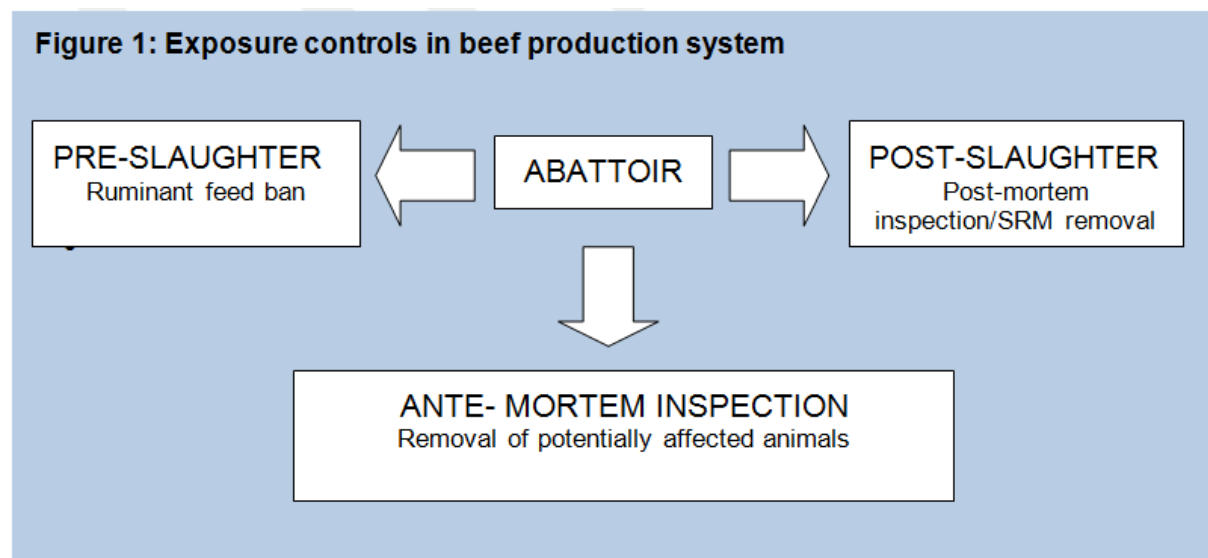 Figure 1: Exposure controls in beef production system
PRE-SLAUGHTER
Ruminant feed ban
ABATTOIR
POST-SLAUGHTER
Post-mortem
inspection/SRM removal
ANTE- MORTEM INSPECTION
Removal of potentially affected animals